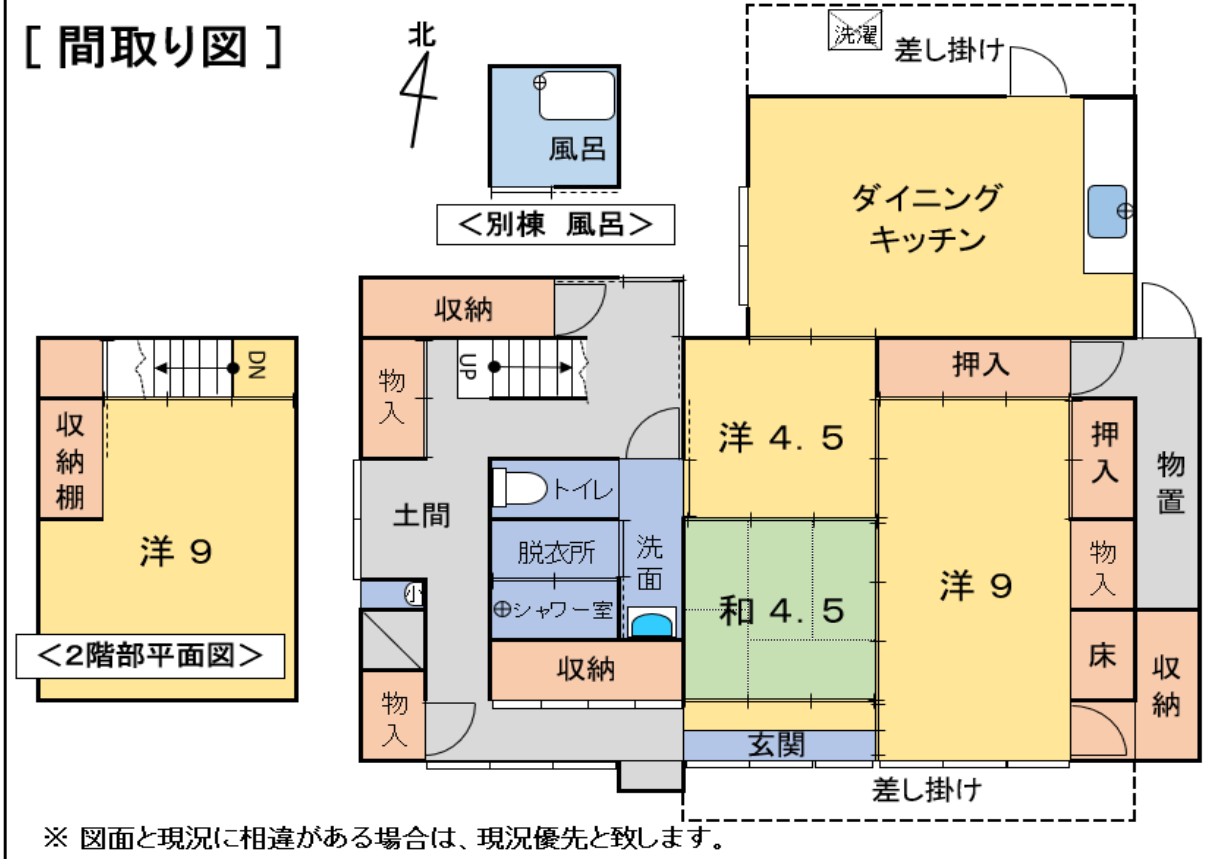 [ 間取り図 ]
北
洗濯
差し掛け
風呂
＜別棟 風呂＞
ダイニング
キッチン
収納
物入
UP
押入
DN
収納棚
洋 9
＜2階部平面図＞
洋 4. 5
押入
物置
土間
トイレ
脱衣所
洗面
シャワー室
小
和 4. 5
洋 9
物入
床
収納
収納
物入
玄関
差し掛け
※ 図面と現況に相違がある場合は、現況優先と致します。